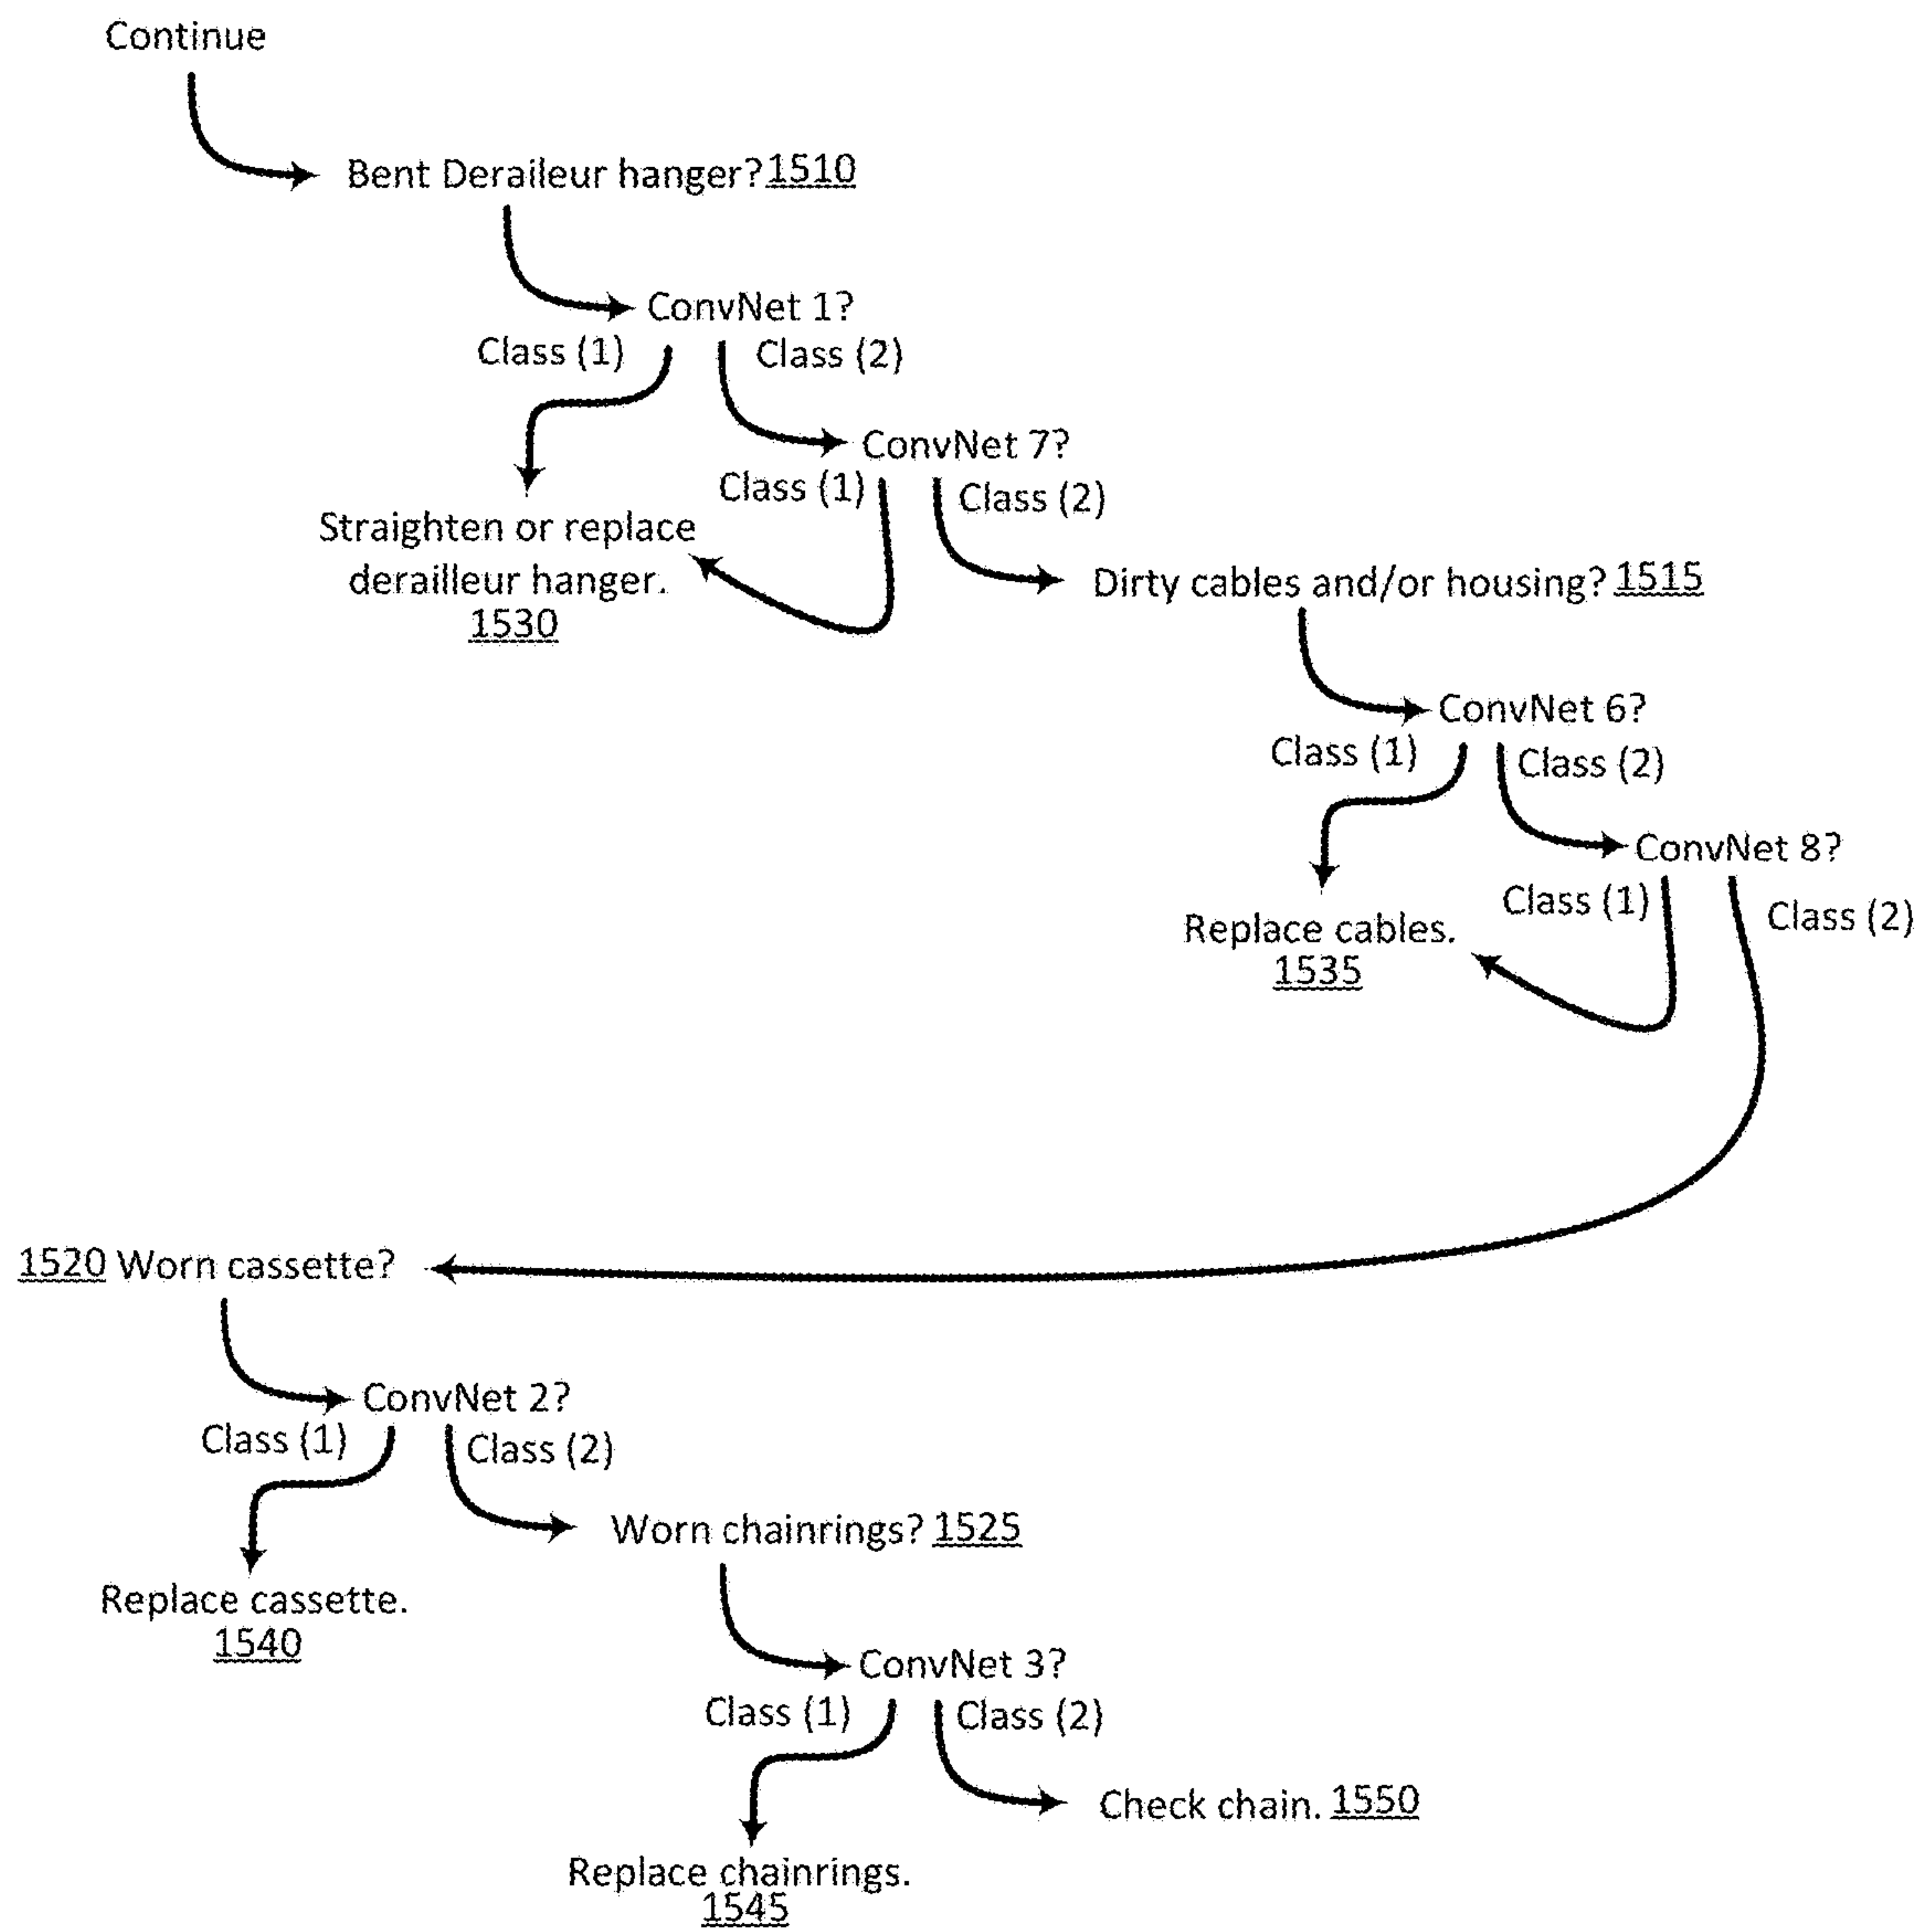 Continue
Bent Deraileur hanger? 1510
ConvNet 1?
Class (1)
Class (2)
ConvNet 7?
Class (1)
Class (2)
Straighten or replace
derailleur hanger.
1530
Dirty cables and/or housing? 1515
ConvNet 6?
Class (1)
Class (2)
ConvNet 8?
Class (1)
Class (2)
Replace cables.
1535
1520 Worn cassette?
ConvNet 2?
Class (1)
Class (2)
Worn chainrings? 1525
Replace cassette.
1540
ConvNet 3?
Class (1)
Class (2)
Check chain. 1550
Replace chainrings.
1545